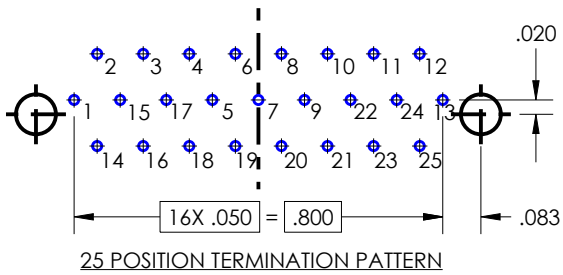 .020
2 3 4 6 8 10 11 12
1 15 17 5 7 9 22 24 13
14 16 18 19 20 21 23 25
16X .050 = .800 .083
25 POSITION TERMINATION PATTERN